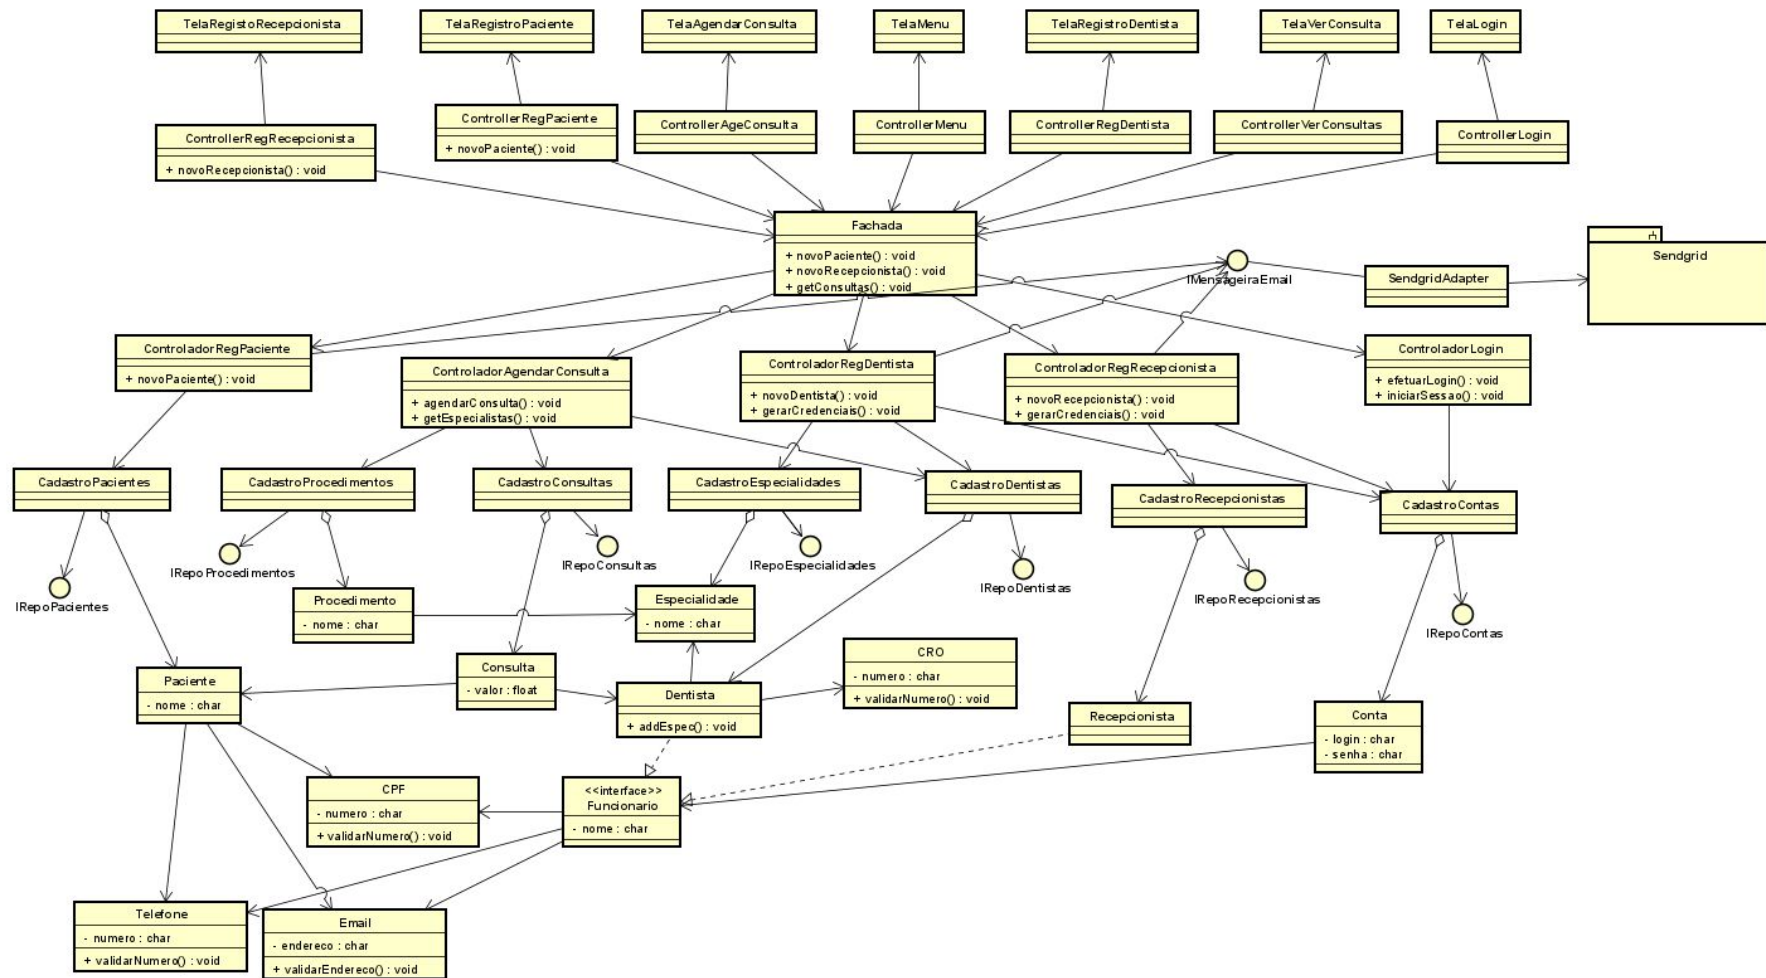 TelaRegistoRecepcionista
TelaRegistroPaciente
TelaAgendarConsulta
TelaMenu
TelaRegistroDentista
TelaVerConsulta
TelaLogin
ControllerRegRecepcionista
+ novoRecepcionista() : void
ControllerRegPaciente
+ novoPaciente() : void
ControllerAgeConsulta
ControllerMenu
ControllerRegDentista
ControllerVerConsultas
ControllerLogin
Fachada
+ novoPaciente() : void
+ novoRecepcionista() : void
+ getConsultas() : void
IMensageiraEmail
SendgridAdapter
Sendgrid
ControladorRegPaciente
+ novoPaciente() : void
ControladorAgendarConsulta
+ agendarConsulta() : void
+ getEspecialistas() : void
ControladorRegDentista
+ novoDentista() : void
+ gerarCredenciais() : void
ControladorRegRecepcionista
+ novoRecepcionista() : void
+ gerarCredenciais() : void
ControladorLogin
+ efetuarLogin() : void
+ iniciarSessao() : void
CadastroPacientes
CadastroProcedimentos
CadastroConsultas
CadastroEspecialidades
CadastroDentistas
CadastroRecepcionistas
CadastroContas
IRepoPacientes
IRepoProcedimentos
IRepoConsultas
IRepoEspecialidades
IRepoDentistas
IRepoRecepcionistas
IRepoContas
Procedimento
- nome : char
Especialidade
- nome : char
Paciente
- nome : char
Consulta
- valor : float
Dentista
+ addEspec() : void
CRO
- numero : char
+ validarNumero() : void
Recepcionista
Conta
- login : char
- senha : char
CPF
- numero : char
+ validarNumero() : void
<<interface>>
Funcionario
- nome : char
Telefone
- numero : char
+ validarNumero() : void
Email
- endereco : char
+ validarEndereco() : void